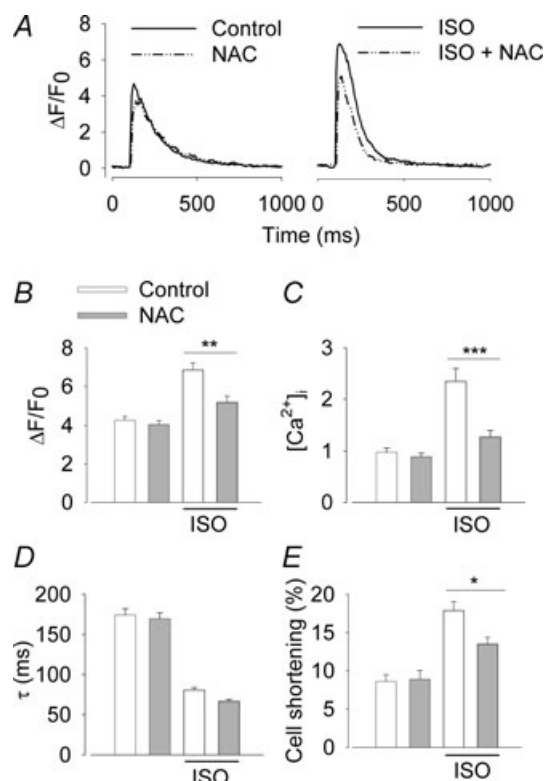 A
Control
NAC
ISO
ISO + NAC
ΔF/F0
8
6
4
2
0
0 500 1000
0 500 1000
Time (ms)
B
Control
NAC
ΔF/F0
8
6
4
2
0
**
ISO
C
[Ca2+]i
3
2
1
0
***
ISO
D
τ (ms)
200
150
100
50
0
ISO
E
Cell shortening (%)
20
15
10
5
0
*
ISO